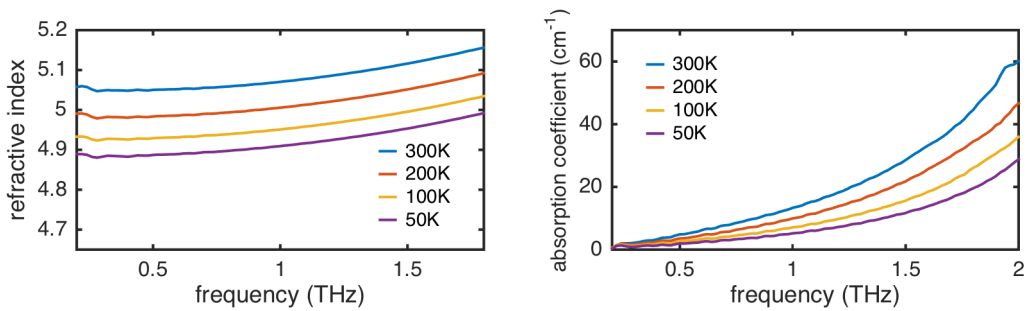 refractive index
5.2
5.1
5
4.9
4.8
4.7
300K
200K
100K
50K
0.5
1
1.5
frequency (THz)
absorption coefficient (cm⁻¹)
60
40
20
0
300K
200K
100K
50K
0.5
1
1.5
2
frequency (THz)